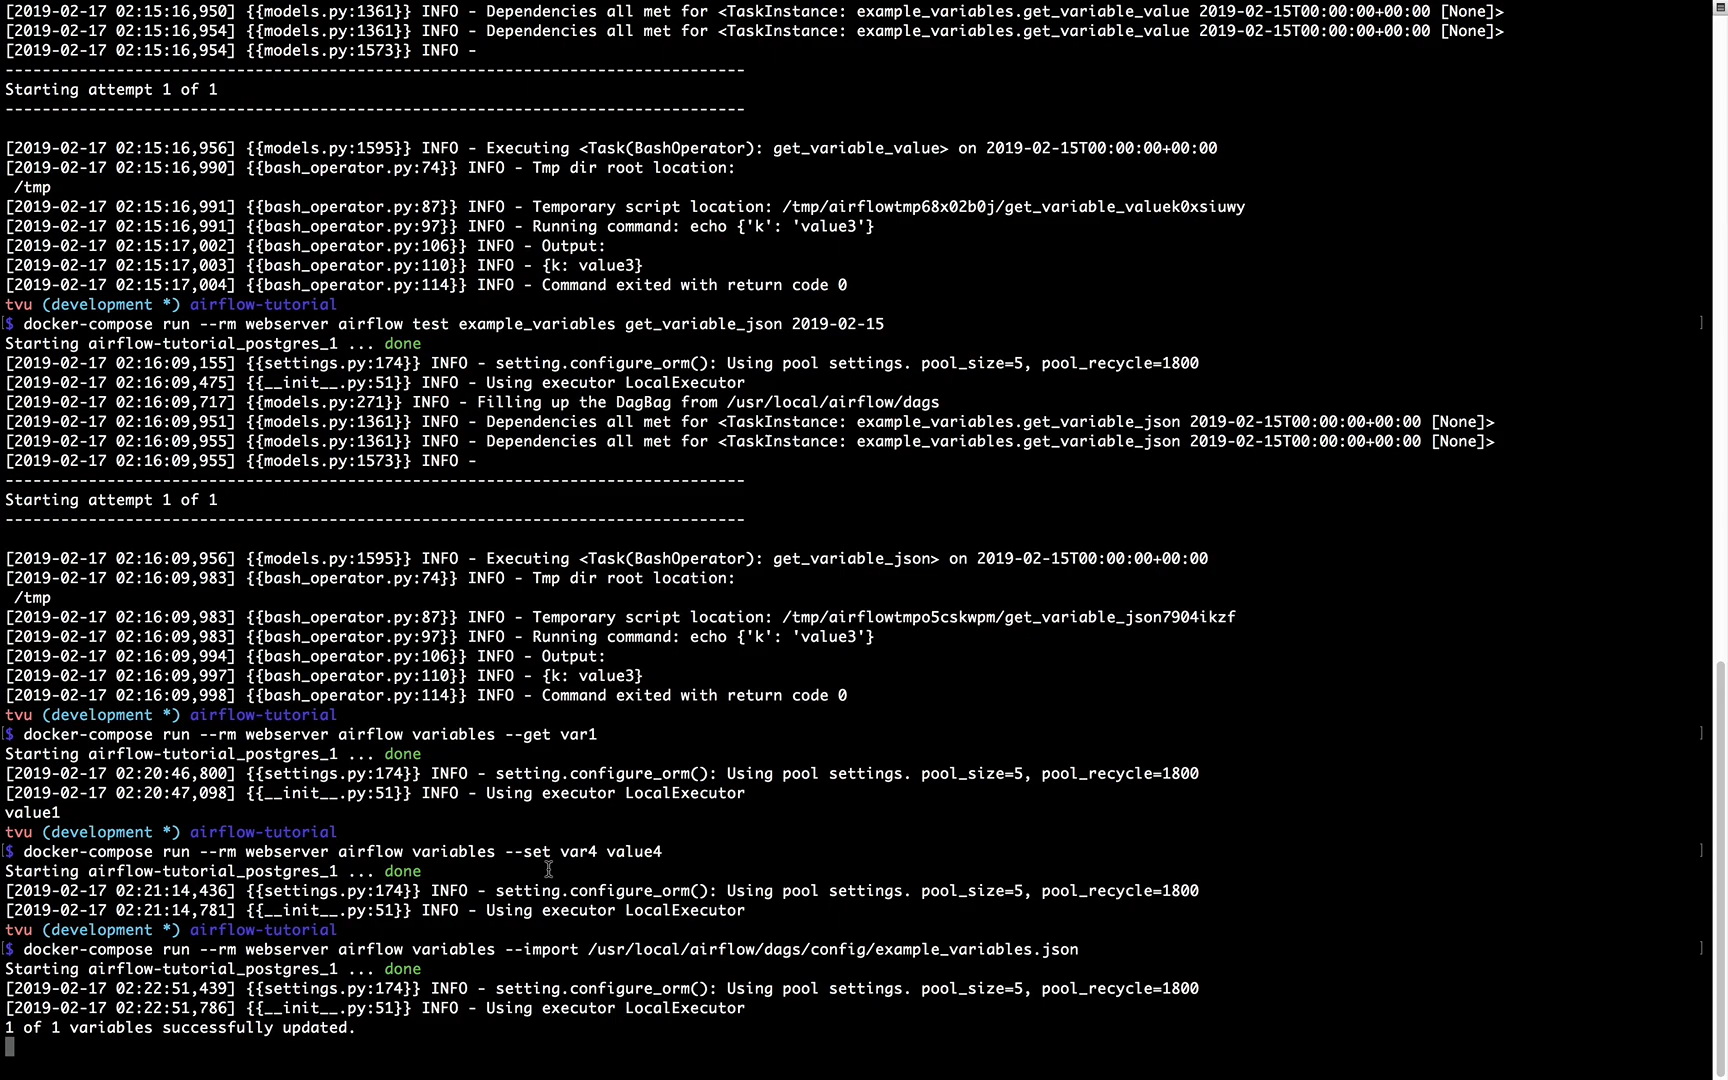 [2019-02-17 02:15:16,950] {{models.py:1361}} INFO - Dependencies all met for <TaskInstance: example_variables.get_variable_value 2019-02-15T00:00:00+00:00 [None]>
[2019-02-17 02:15:16,954] {{models.py:1361}} INFO - Dependencies all met for <TaskInstance: example_variables.get_variable_value 2019-02-15T00:00:00+00:00 [None]>
[2019-02-17 02:15:16,954] {{models.py:1573}} INFO -
--------------------------------------------------------------------------------
Starting attempt 1 of 1
--------------------------------------------------------------------------------
[2019-02-17 02:15:16,956] {{models.py:1595}} INFO - Executing <Task(BashOperator): get_variable_value> on 2019-02-15T00:00:00+00:00
[2019-02-17 02:15:16,990] {{bash_operator.py:74}} INFO - Tmp dir root location:
/tmp
[2019-02-17 02:15:16,991] {{bash_operator.py:87}} INFO - Temporary script location: /tmp/airflowtmp68x02b0j/get_variable_valuek0xsiuwy
[2019-02-17 02:15:16,991] {{bash_operator.py:97}} INFO - Running command: echo {'k': 'value3'}
[2019-02-17 02:15:17,002] {{bash_operator.py:106}} INFO - Output:
[2019-02-17 02:15:17,003] {{bash_operator.py:110}} INFO - {k: value3}
[2019-02-17 02:15:17,004] {{bash_operator.py:114}} INFO - Command exited with return code 0
tvu (development *) airflow-tutorial
[$ docker-compose run --rm webserver airflow test example_variables get_variable_json 2019-02-15 ]
Starting airflow-tutorial_postgres_1 ... done
[2019-02-17 02:16:09,155] {{settings.py:174}} INFO - setting.configure_orm(): Using pool settings. pool_size=5, pool_recycle=1800
[2019-02-17 02:16:09,475] {{__init__.py:51}} INFO - Using executor LocalExecutor
[2019-02-17 02:16:09,717] {{models.py:271}} INFO - Filling up the DagBag from /usr/local/airflow/dags
[2019-02-17 02:16:09,951] {{models.py:1361}} INFO - Dependencies all met for <TaskInstance: example_variables.get_variable_json 2019-02-15T00:00:00+00:00 [None]>
[2019-02-17 02:16:09,955] {{models.py:1361}} INFO - Dependencies all met for <TaskInstance: example_variables.get_variable_json 2019-02-15T00:00:00+00:00 [None]>
[2019-02-17 02:16:09,955] {{models.py:1573}} INFO -
--------------------------------------------------------------------------------
Starting attempt 1 of 1
--------------------------------------------------------------------------------
[2019-02-17 02:16:09,956] {{models.py:1595}} INFO - Executing <Task(BashOperator): get_variable_json> on 2019-02-15T00:00:00+00:00
[2019-02-17 02:16:09,983] {{bash_operator.py:74}} INFO - Tmp dir root location:
/tmp
[2019-02-17 02:16:09,983] {{bash_operator.py:87}} INFO - Temporary script location: /tmp/airflowtmpo5cskwpm/get_variable_json7904ikzf
[2019-02-17 02:16:09,983] {{bash_operator.py:97}} INFO - Running command: echo {'k': 'value3'}
[2019-02-17 02:16:09,994] {{bash_operator.py:106}} INFO - Output:
[2019-02-17 02:16:09,997] {{bash_operator.py:110}} INFO - {k: value3}
[2019-02-17 02:16:09,998] {{bash_operator.py:114}} INFO - Command exited with return code 0
tvu (development *) airflow-tutorial
[$ docker-compose run --rm webserver airflow variables --get var1 ]
Starting airflow-tutorial_postgres_1 ... done
[2019-02-17 02:20:46,800] {{settings.py:174}} INFO - setting.configure_orm(): Using pool settings. pool_size=5, pool_recycle=1800
[2019-02-17 02:20:47,098] {{__init__.py:51}} INFO - Using executor LocalExecutor
value1
tvu (development *) airflow-tutorial
[$ docker-compose run --rm webserver airflow variables --set var4 value4 ]
Starting airflow-tutorial_postgres_1 ... done
[2019-02-17 02:21:14,436] {{settings.py:174}} INFO - setting.configure_orm(): Using pool settings. pool_size=5, pool_recycle=1800
[2019-02-17 02:21:14,781] {{__init__.py:51}} INFO - Using executor LocalExecutor
tvu (development *) airflow-tutorial
[$ docker-compose run --rm webserver airflow variables --import /usr/local/airflow/dags/config/example_variables.json ]
Starting airflow-tutorial_postgres_1 ... done
[2019-02-17 02:22:51,439] {{settings.py:174}} INFO - setting.configure_orm(): Using pool settings. pool_size=5, pool_recycle=1800
[2019-02-17 02:22:51,786] {{__init__.py:51}} INFO - Using executor LocalExecutor
1 of 1 variables successfully updated.